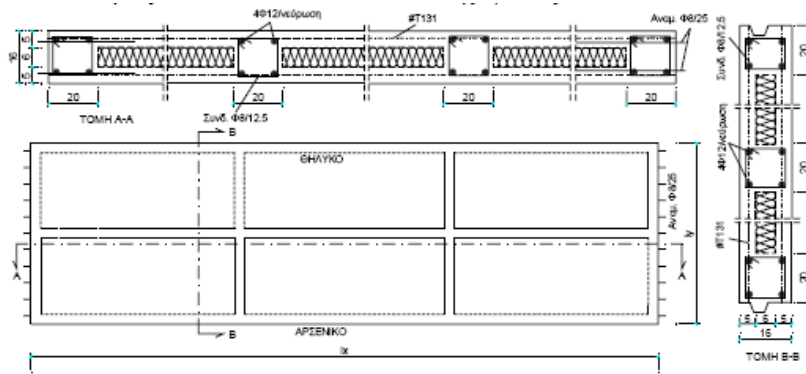 4Φ12/νεύρωση
#Τ131
Αναμ. Φ8/25
16
5
6
5
20
20
20
20
Συνδ. Φ8/12.5
ΤΟΜΗ Α-Α
Β
ΘΗΛΥΚΟ
Αναμ. Φ8/25
ly
Α
Α
Β
ΑΡΣΕΝΙΚΟ
lx
Συνδ. Φ8/12.5
4Φ12/νεύρωση
#Τ131
20
20
20
5
6
5
16
ΤΟΜΗ Β-Β